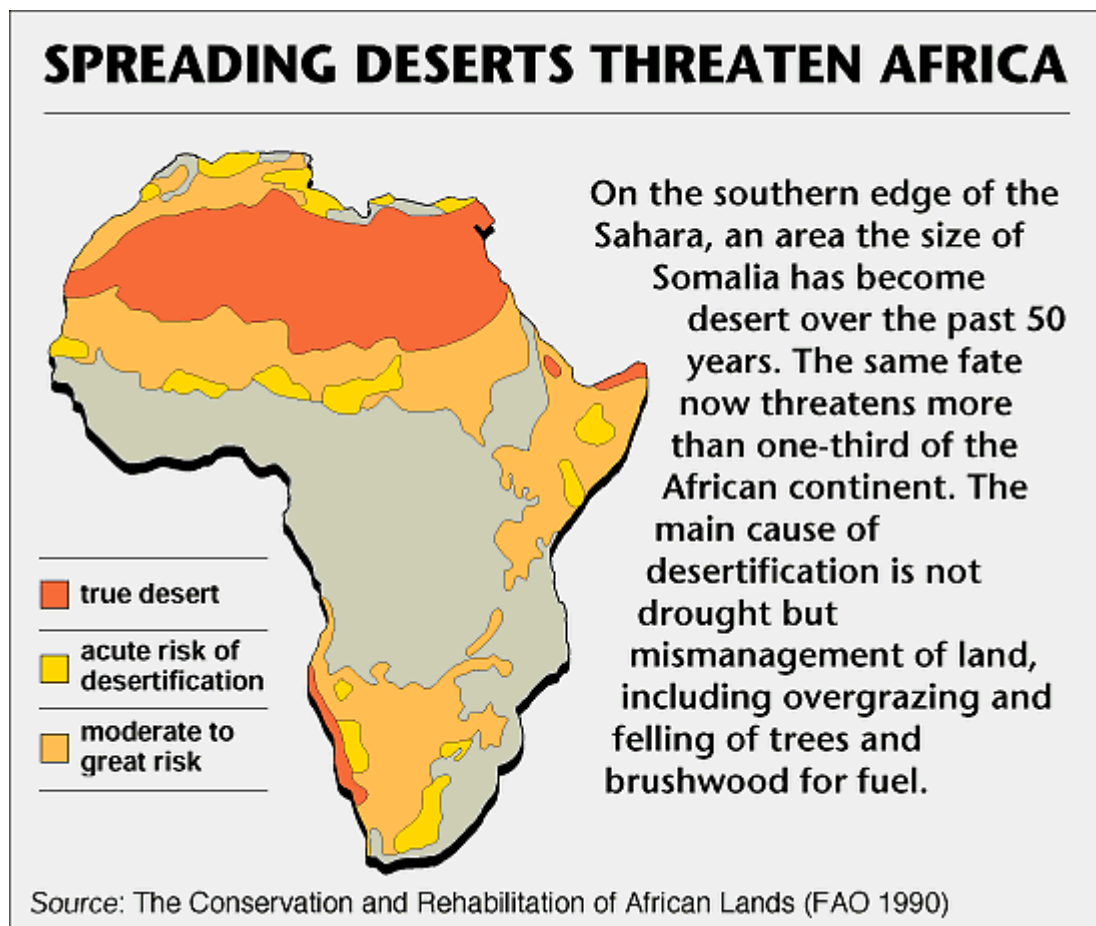 SPREADING DESERTS THREATEN AFRICA
On the southern edge of the
Sahara, an area the size of
Somalia has become
desert over the past 50
years. The same fate
now threatens more
than one-third of the
African continent. The
main cause of
desertification is not
drought but
mismanagement of land,
including overgrazing and
felling of trees and
brushwood for fuel.
true desert
acute risk of
desertification
moderate to
great risk
Source: The Conservation and Rehabilitation of African Lands (FAO 1990)